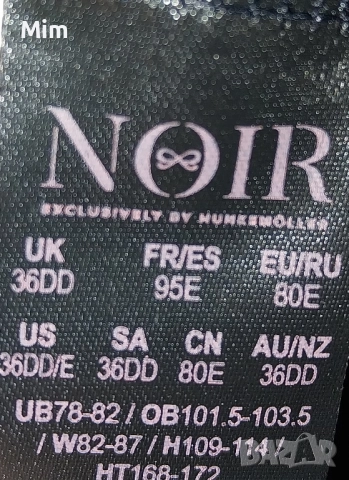 Mim
NOIR
EXCLUSIVELY BY HUNKEMÖLLER
UK FR/ES EU/RU
36DD 95E 80E
US SA CN AU/NZ
36DD/E 36DD 80E 36DD
UB78-82 / OB101.5-103.5
/ W82-87 / H109-114 /
HT168-172
BAZAR